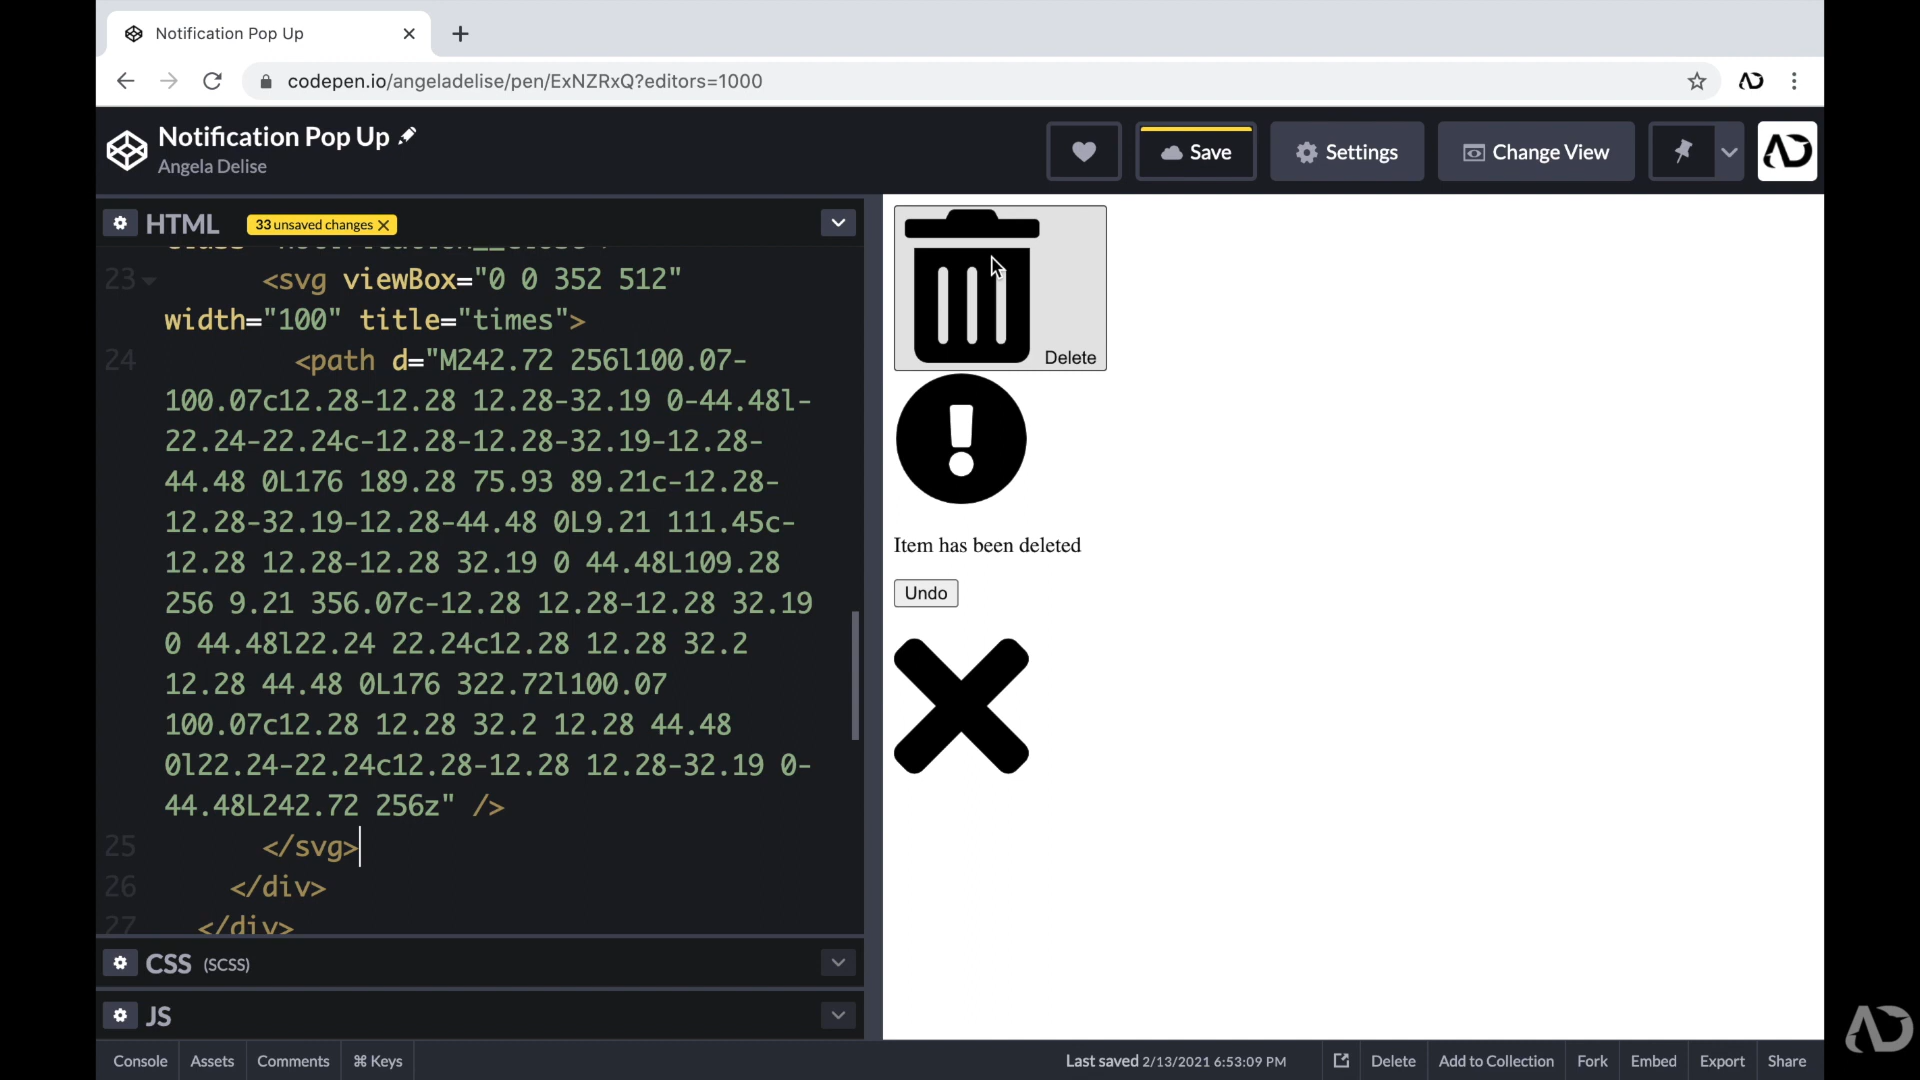 Notification Pop Up
codepen.io/angeladelise/pen/ExNZRxQ?editors=1000
Notification Pop Up
Angela Delise
Save
Settings
Change View
HTML
33 unsaved changes
23
<svg viewBox="0 0 352 512"
width="100" title="times">
24
<path d="M242.72 256l100.07-
100.07c12.28-12.28 12.28-32.19 0-44.48l-
22.24-22.24c-12.28-12.28-32.19-12.28-
44.48 0L176 189.28 75.93 89.21c-12.28-
12.28-32.19-12.28-44.48 0L9.21 111.45c-
12.28 12.28-12.28 32.19 0 44.48L109.28
256 9.21 356.07c-12.28 12.28-12.28 32.19
0 44.48l22.24 22.24c12.28 12.28 32.2
12.28 44.48 0L176 322.72l100.07
100.07c12.28 12.28 32.2 12.28 44.48
0l22.24-22.24c12.28-12.28 12.28-32.19 0-
44.48L242.72 256z" />
25
</svg>
26
</div>
27
</div>
CSS (SCSS)
JS
Delete
Item has been deleted
Undo
Console
Assets
Comments
⌘ Keys
Last saved 2/13/2021 6:53:09 PM
Delete
Add to Collection
Fork
Embed
Export
Share